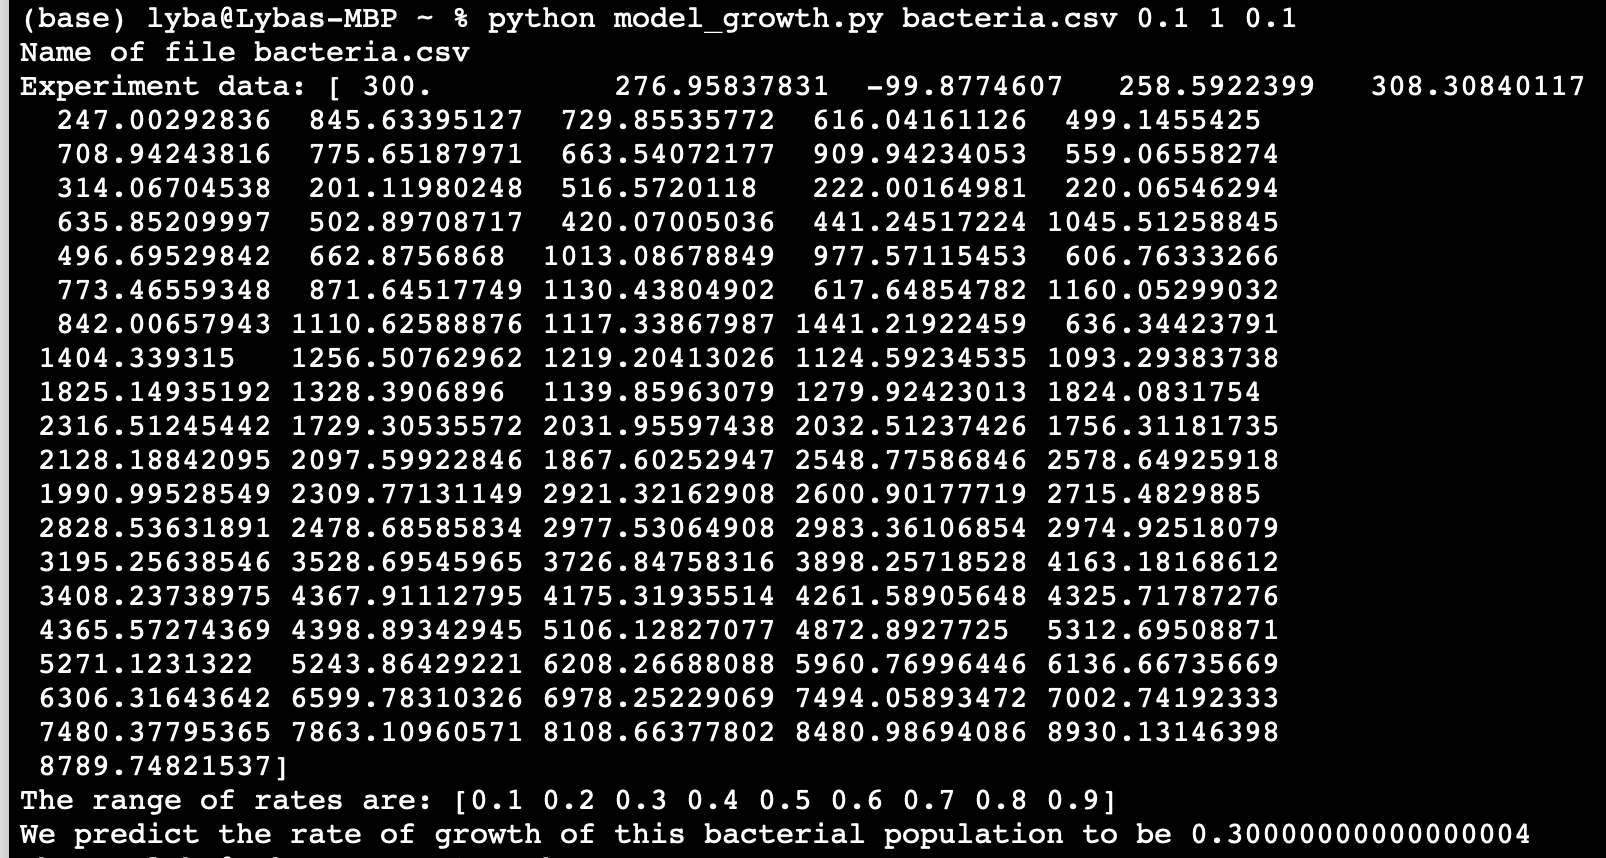 (base) lyba@Lybas-MBP ~ % python model_growth.py bacteria.csv 0.1 1 0.1
Name of file bacteria.csv
Experiment data: [ 300.          276.95837831  -99.8774607   258.5922399   308.30840117
  247.00292836  845.63395127  729.85535772  616.04161126  499.1455425
  708.94243816  775.65187971  663.54072177  909.94234053  559.06558274
  314.06704538  201.11980248  516.5720118   222.00164981  220.06546294
  635.85209997  502.89708717  420.07005036  441.24517224 1045.51258845
  496.69529842  662.8756868  1013.08678849  977.57115453  606.76333266
  773.46559348  871.64517749 1130.43804902  617.64854782 1160.05299032
  842.00657943 1110.62588876 1117.33867987 1441.21922459  636.34423791
 1404.339315   1256.50762962 1219.20413026 1124.59234535 1093.29383738
 1825.14935192 1328.3906896  1139.85963079 1279.92423013 1824.0831754
 2316.51245442 1729.30535572 2031.95597438 2032.51237426 1756.31181735
 2128.18842095 2097.59922846 1867.60252947 2548.77586846 2578.64925918
 1990.99528549 2309.77131149 2921.32162908 2600.90177719 2715.4829885
 2828.53631891 2478.68585834 2977.53064908 2983.36106854 2974.92518079
 3195.25638546 3528.69545965 3726.84758316 3898.25718528 4163.18168612
 3408.23738975 4367.91112795 4175.31935514 4261.58905648 4325.71787276
 4365.57274369 4398.89342945 5106.12827077 4872.8927725  5312.69508871
 5271.1231322  5243.86429221 6208.26688088 5960.76996446 6136.66735669
 6306.31643642 6599.78310326 6978.25229069 7494.05893472 7002.74192333
 7480.37795365 7863.10960571 8108.66377802 8480.98694086 8930.13146398
 8789.74821537]
The range of rates are: [0.1 0.2 0.3 0.4 0.5 0.6 0.7 0.8 0.9]
We predict the rate of growth of this bacterial population to be 0.30000000000000004